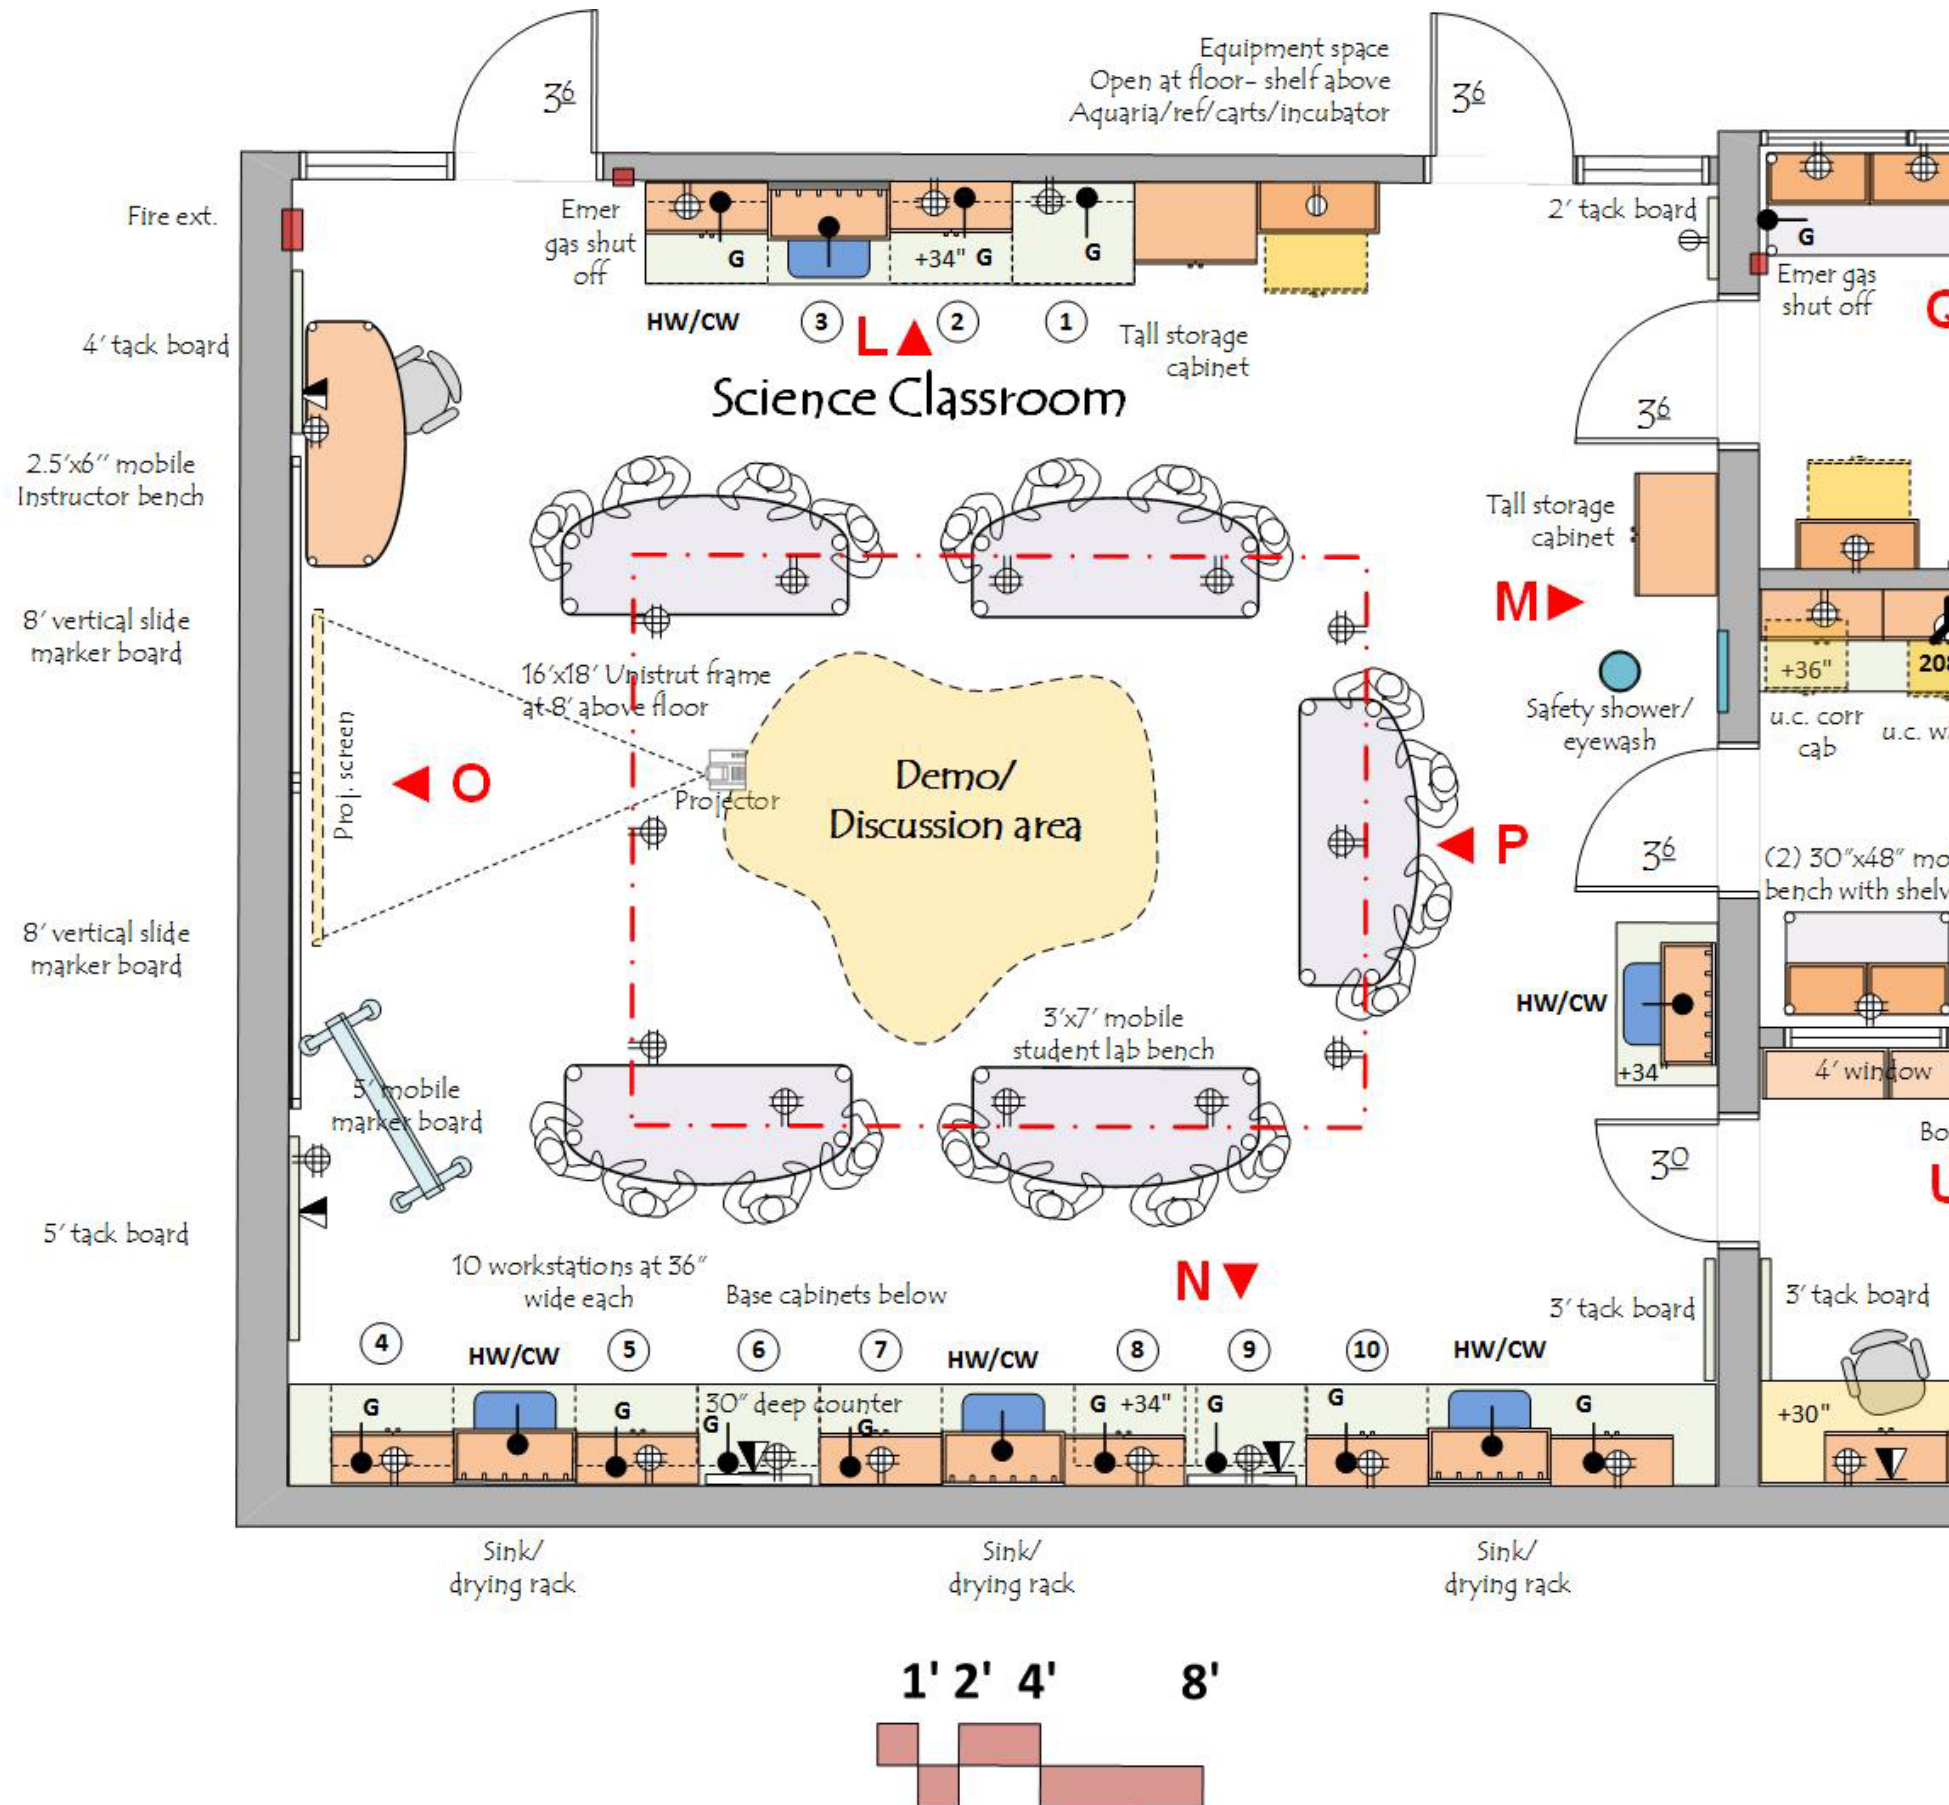 36
Equipment space
Open at floor- shelf above
Aquaria/ref/carts/incubator
36
Fire ext.
Emer
gas shut
off
G
+34" G
G
2' tack board
G
Emer gas
shut off
Q
HW/CW
3
L
2
1
Tall storage
cabinet
4' tack board
Science Classroom
36
2.5'x6'' mobile
Instructor bench
Tall storage
cabinet
M
8' vertical slide
marker board
16'x18' Unistrut frame
at 8' above floor
+36"
208
Safety shower/
eyewash
u.c. corr
cab
u.c. w
Proj. screen
O
Projector
Demo/
Discussion area
P
36
(2) 30"x48" mo
bench with shelv
8' vertical slide
marker board
HW/CW
3'x7' mobile
student lab bench
+34"
4' window
5' mobile
marker board
Bo
30
U
5' tack board
10 workstations at 36"
wide each
Base cabinets below
N
3' tack board
3' tack board
4
HW/CW
5
6
7
HW/CW
8
9
10
HW/CW
G
G
G
30" deep counter
G
G +34"
G
G
G
+30"
Sink/
drying rack
Sink/
drying rack
Sink/
drying rack
1' 2' 4' 8'